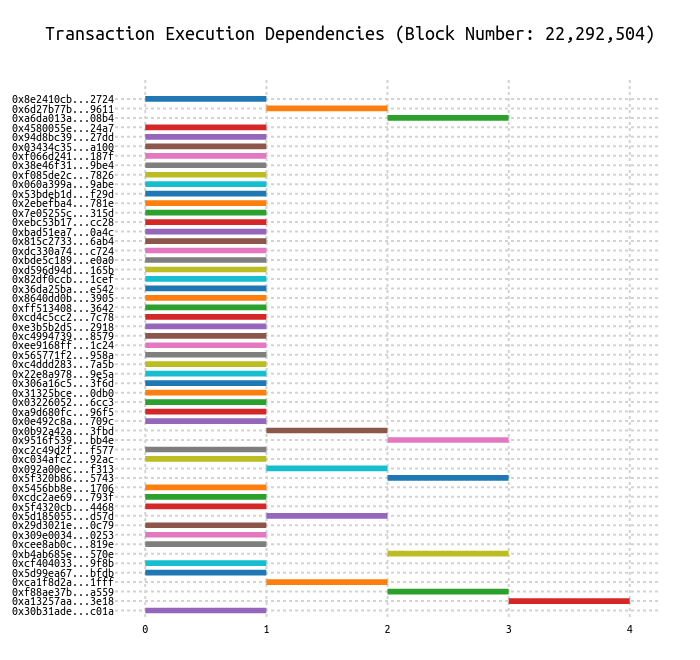 Transaction Execution Dependencies (Block Number: 22,292,504)
0x8e2410cb...2724
0x6d27b77b...9611
0xa6da013a...08b4
0x4580055e...24a7
0x94d8bc39...27dd
0x03434c35...a100
0xf066d241...187f
0x38e46f31...9be4
0xf085de2c...7826
0x060a399a...9abe
0x53bdeb1d...f29d
0x2ebefba4...781e
0x7e05255c...315d
0xebc53b17...cc28
0xbad51ea7...0a4c
0x815c2733...6ab4
0xdc330a74...c724
0xbde5c189...e0a0
0xd596d94d...165b
0x82df0ccb...1cef
0x36da25ba...e542
0x8640dd0b...3905
0xff513408...3642
0xcd4c5cc2...7c78
0xe3b5b2d5...2918
0xc4994739...8579
0xee9168ff...1c24
0x565771f2...958a
0xc4ddd283...7a5b
0x22e8a978...9e5a
0x306a16c5...3f6d
0x31325bce...0db0
0x03226052...6cc3
0xa9d680fc...96f5
0x0e492c8a...709c
0x0b92a42a...3fbd
0x9516f539...bb4e
0xc2c49d2f...f577
0xc034afc2...92ac
0x092a00ec...f313
0x5f320b86...5743
0x5456bb8e...1706
0xcdc2ae69...793f
0x5f4320cb...4468
0x5d185055...d57d
0x29d3021e...0c79
0x309e0034...0253
0xcee8ab0c...819e
0xb4ab685e...570e
0xcf404033...9f8b
0x5d99ea67...bfdb
0xca1f8d2a...1fff
0xf88ae37b...a559
0xa13257aa...3e18
0x30b31ade...c01a
0 1 2 3 4